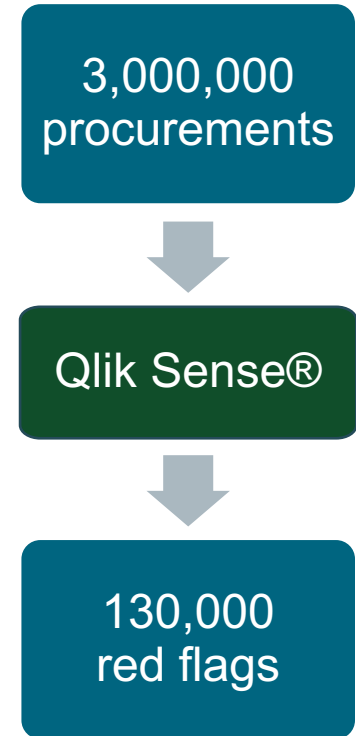 3,000,000
procurements
Qlik Sense®
130,000
red flags